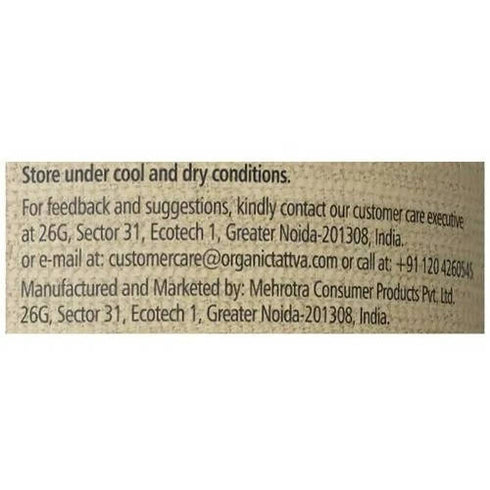 Store under cool and dry conditions.
For feedback and suggestions, kindly contact our customer care executive
at 26G, Sector 31, Ecotech 1, Greater Noida-201308, India.
or e-mail at: customercare@organictattva.com or call at: +91 120 4260545
Manufactured and Marketed by: Mehrotra Consumer Products Pvt. Ltd.
26G, Sector 31, Ecotech 1, Greater Noida-201308, India.